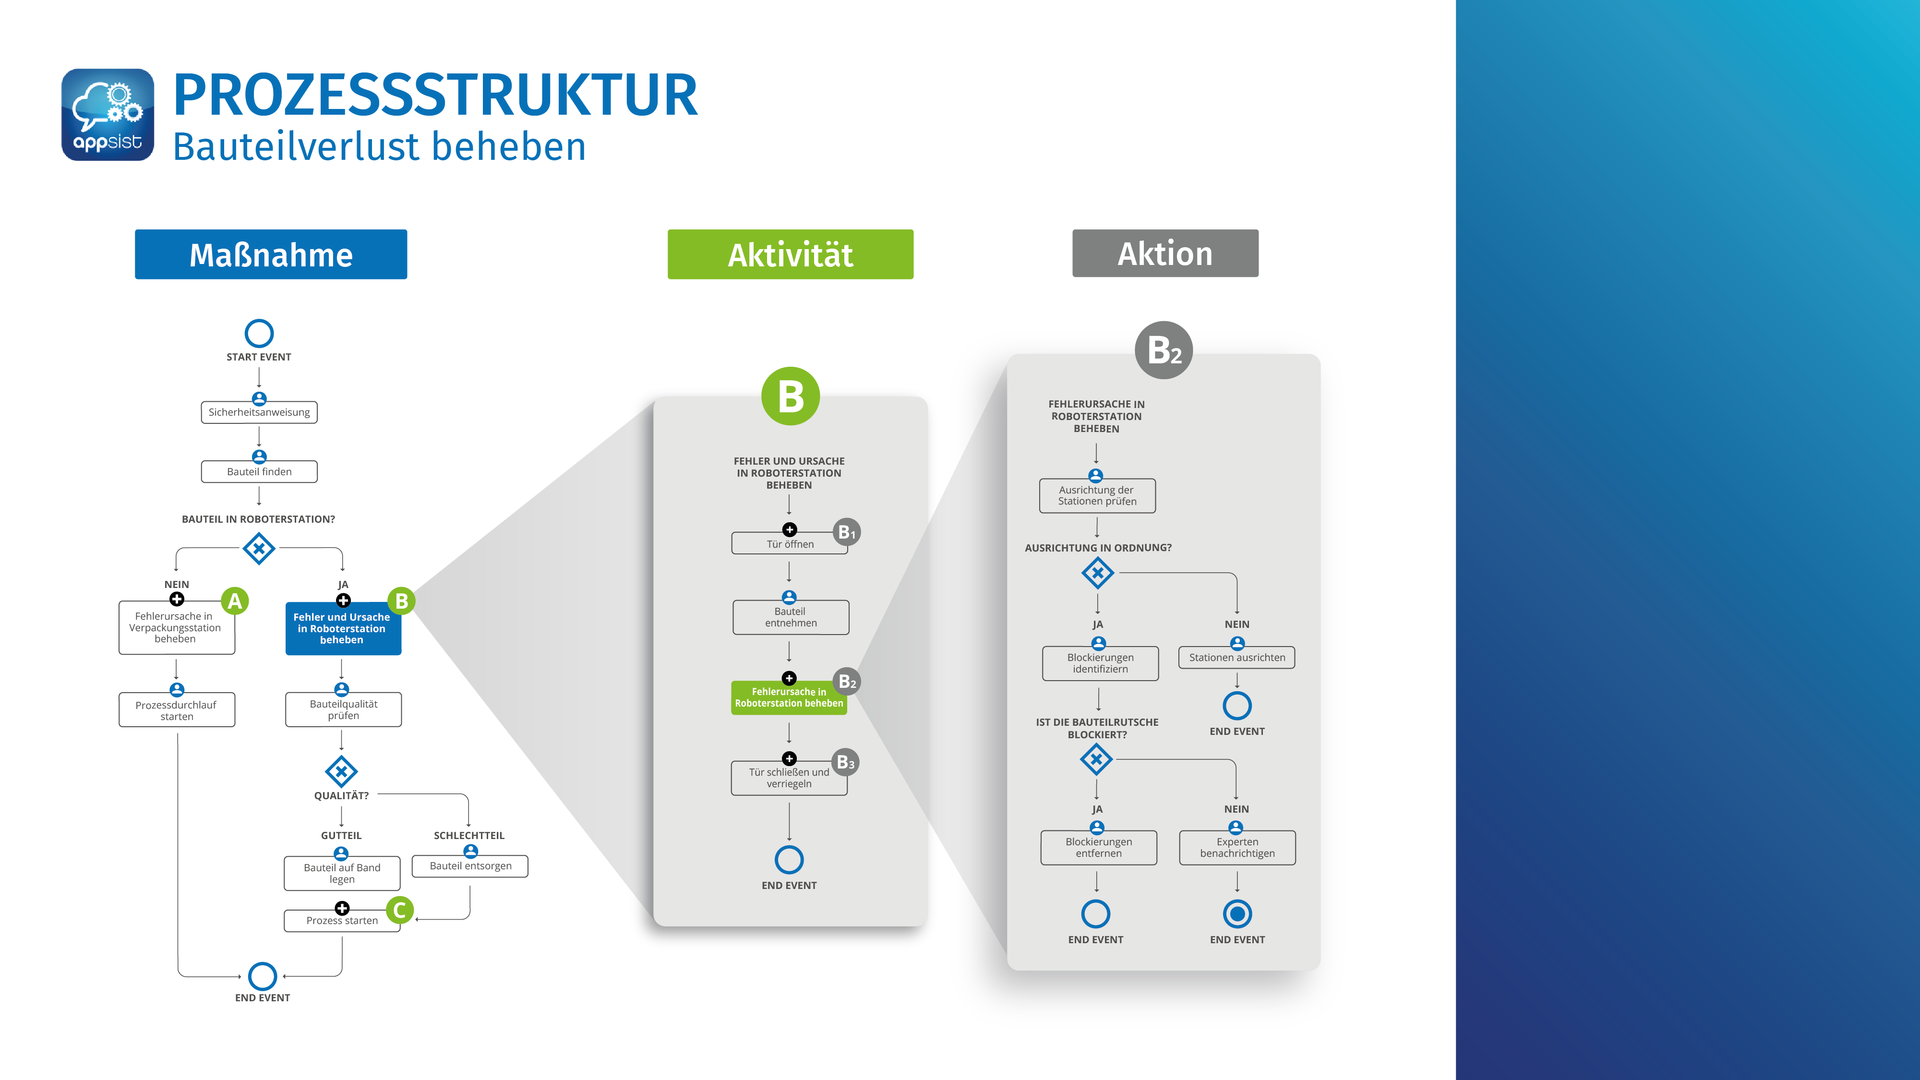 appsist
PROZESSSTRUKTUR
Bauteilverlust beheben
Maßnahme
START EVENT
Sicherheitsanweisung
Bauteil finden
BAUTEIL IN ROBOTERSTATION?
NEIN
A
Fehlerursache in
Verpackungsstation
beheben
Prozessdurchlauf
starten
JA
B
Fehler und Ursache
in Roboterstation
beheben
Bauteilqualität
prüfen
QUALITÄT?
GUTTEIL
Bauteil auf Band
legen
SCHLECHTTEIL
Bauteil entsorgen
C
Prozess starten
END EVENT
Aktivität
B
FEHLER UND URSACHE
IN ROBOTERSTATION
BEHEBEN
B1
Tür öffnen
Bauteil
entnehmen
B2
Fehlerursache in
Roboterstation beheben
B3
Tür schließen und
verriegeln
END EVENT
Aktion
B2
FEHLERURSACHE IN
ROBOTERSTATION
BEHEBEN
Ausrichtung der
Stationen prüfen
AUSRICHTUNG IN ORDNUNG?
JA
Blockierungen
identifiziern
NEIN
Stationen ausrichten
END EVENT
IST DIE BAUTEILRUTSCHE
BLOCKIERT?
JA
Blockierungen
entfernen
END EVENT
NEIN
Experten
benachrichtigen
END EVENT